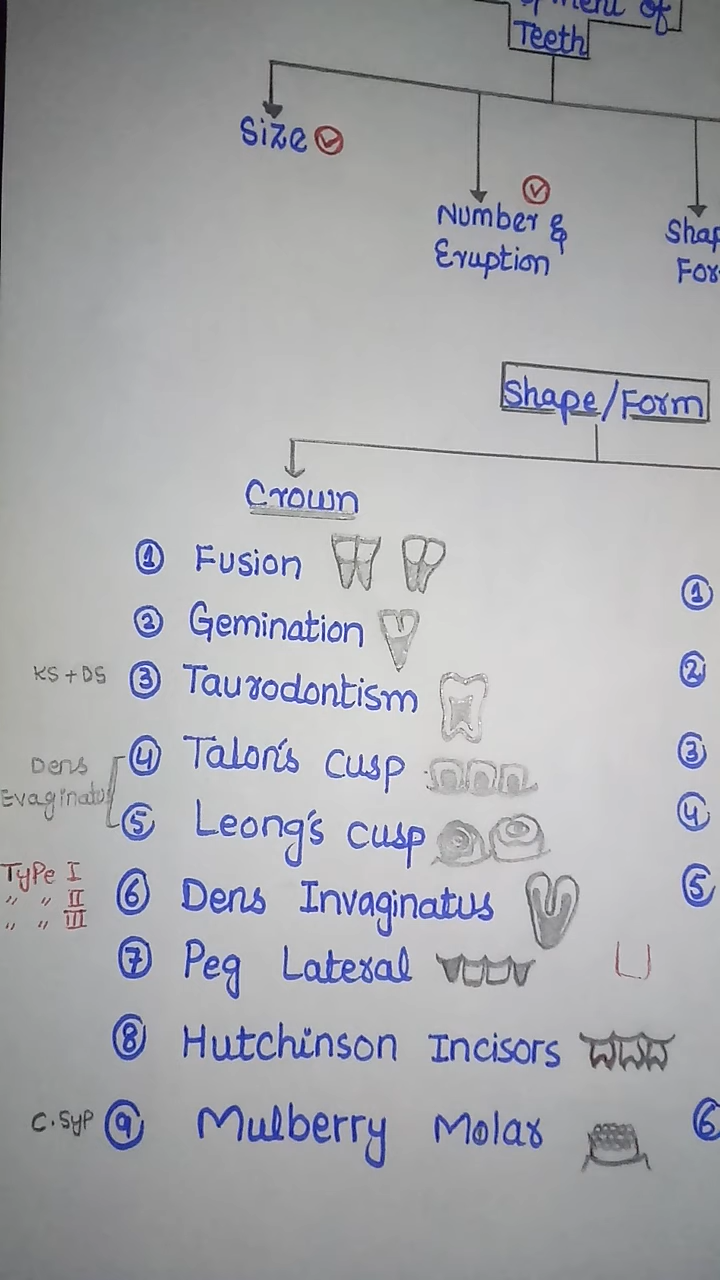 Teeth
Size
Number &
Eruption
Shape/Form
Crown
① Fusion
② Gemination
KS + DS ③ Taurodontism
Dens
Evaginatus
④ Talon's cusp
⑤ Leong's cusp
Type I
" " II
" " III
⑥ Dens Invaginatus
⑦ Peg Lateral
⑧ Hutchinson Incisors
C. Syp ⑨ Mulberry Molar
①
②
③
④
⑤
⑥